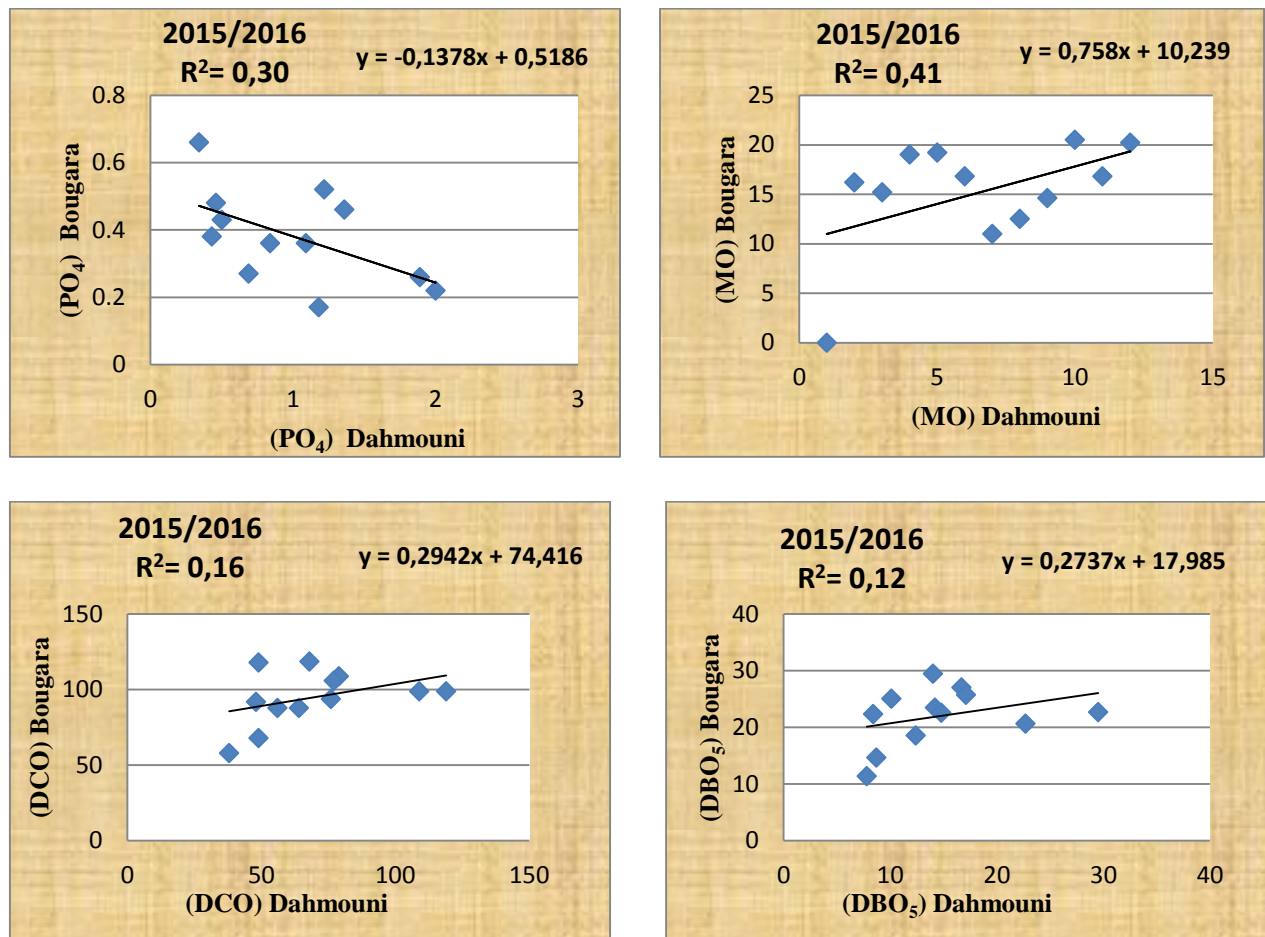 2015/2016
R²= 0,30
y = -0,1378x + 0,5186
0.8
0.6
0.4
0.2
0
0
1
2
3
(PO₄) Bougara
(PO₄) Dahmouni
2015/2016
R²= 0,41
y = 0,758x + 10,239
25
20
15
10
5
0
0
5
10
15
(MO) Bougara
(MO) Dahmouni
2015/2016
R²= 0,16
y = 0,2942x + 74,416
150
100
50
0
0
50
100
150
(DCO) Bougara
(DCO) Dahmouni
2015/2016
R²= 0,12
y = 0,2737x + 17,985
40
30
20
10
0
0
10
20
30
40
(DBO₅) Bougara
(DBO₅) Dahmouni